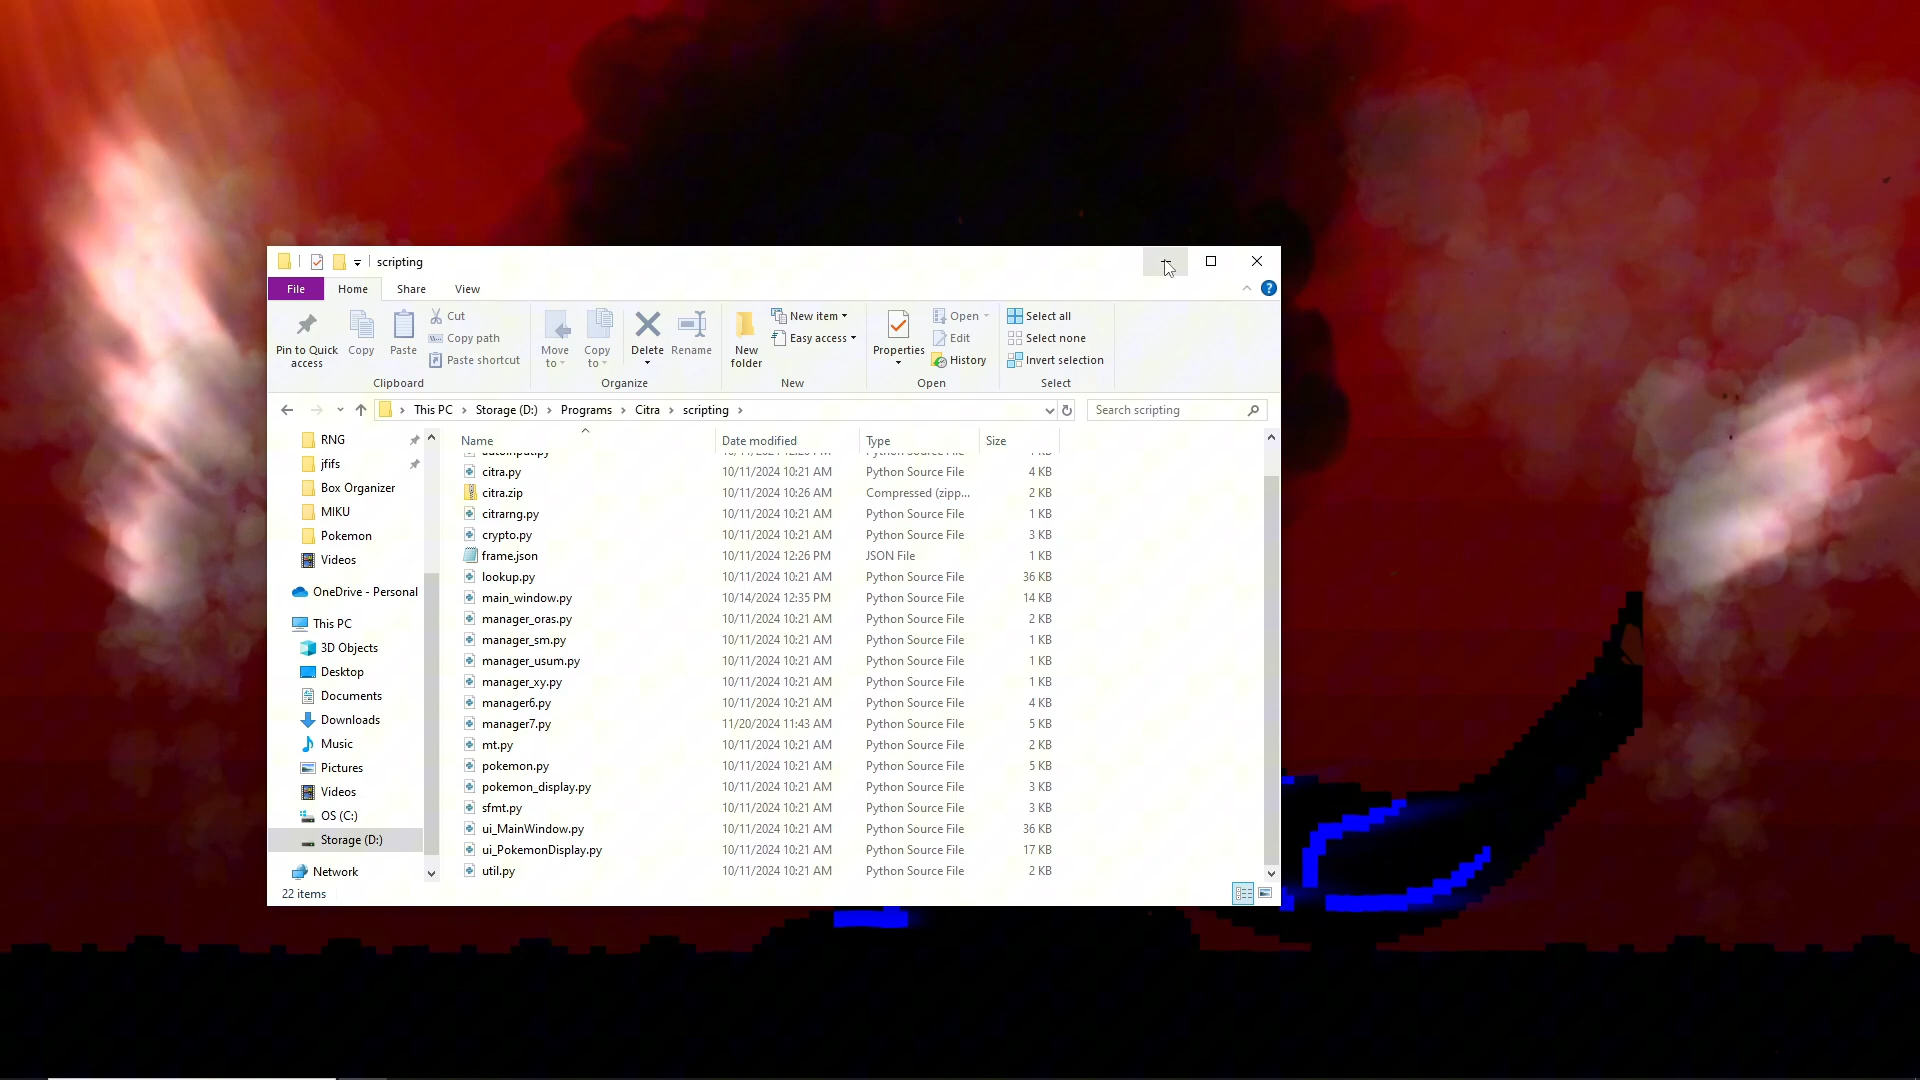 scripting
File Home Share View
Pin to Quick access
Copy
Paste
Cut
Copy path
Paste shortcut
Clipboard
Move to
Copy to
Delete
Rename
Organize
New folder
New item
Easy access
New
Properties
Open
Edit
History
Open
Select all
Select none
Invert selection
Select
This PC Storage (D:) Programs Citra scripting
Search scripting
RNG
jfifs
Box Organizer
MIKU
Pokemon
Videos
OneDrive - Personal
This PC
3D Objects
Desktop
Documents
Downloads
Music
Pictures
Videos
OS (C:)
Storage (D:)
Network
Name Date modified Type Size
citra.py 10/11/2024 10:21 AM Python Source File 4 KB
citra.zip 10/11/2024 10:26 AM Compressed (zipp... 2 KB
citrarng.py 10/11/2024 10:21 AM Python Source File 1 KB
crypto.py 10/11/2024 10:21 AM Python Source File 3 KB
frame.json 10/11/2024 12:26 PM JSON File 1 KB
lookup.py 10/11/2024 10:21 AM Python Source File 36 KB
main_window.py 10/14/2024 12:35 PM Python Source File 14 KB
manager_oras.py 10/11/2024 10:21 AM Python Source File 2 KB
manager_sm.py 10/11/2024 10:21 AM Python Source File 1 KB
manager_usum.py 10/11/2024 10:21 AM Python Source File 1 KB
manager_xy.py 10/11/2024 10:21 AM Python Source File 1 KB
manager6.py 10/11/2024 10:21 AM Python Source File 4 KB
manager7.py 11/20/2024 11:43 AM Python Source File 5 KB
mt.py 10/11/2024 10:21 AM Python Source File 2 KB
pokemon.py 10/11/2024 10:21 AM Python Source File 5 KB
pokemon_display.py 10/11/2024 10:21 AM Python Source File 3 KB
sfmt.py 10/11/2024 10:21 AM Python Source File 3 KB
ui_MainWindow.py 10/11/2024 10:21 AM Python Source File 36 KB
ui_PokemonDisplay.py 10/11/2024 10:21 AM Python Source File 17 KB
util.py 10/11/2024 10:21 AM Python Source File 2 KB
22 items